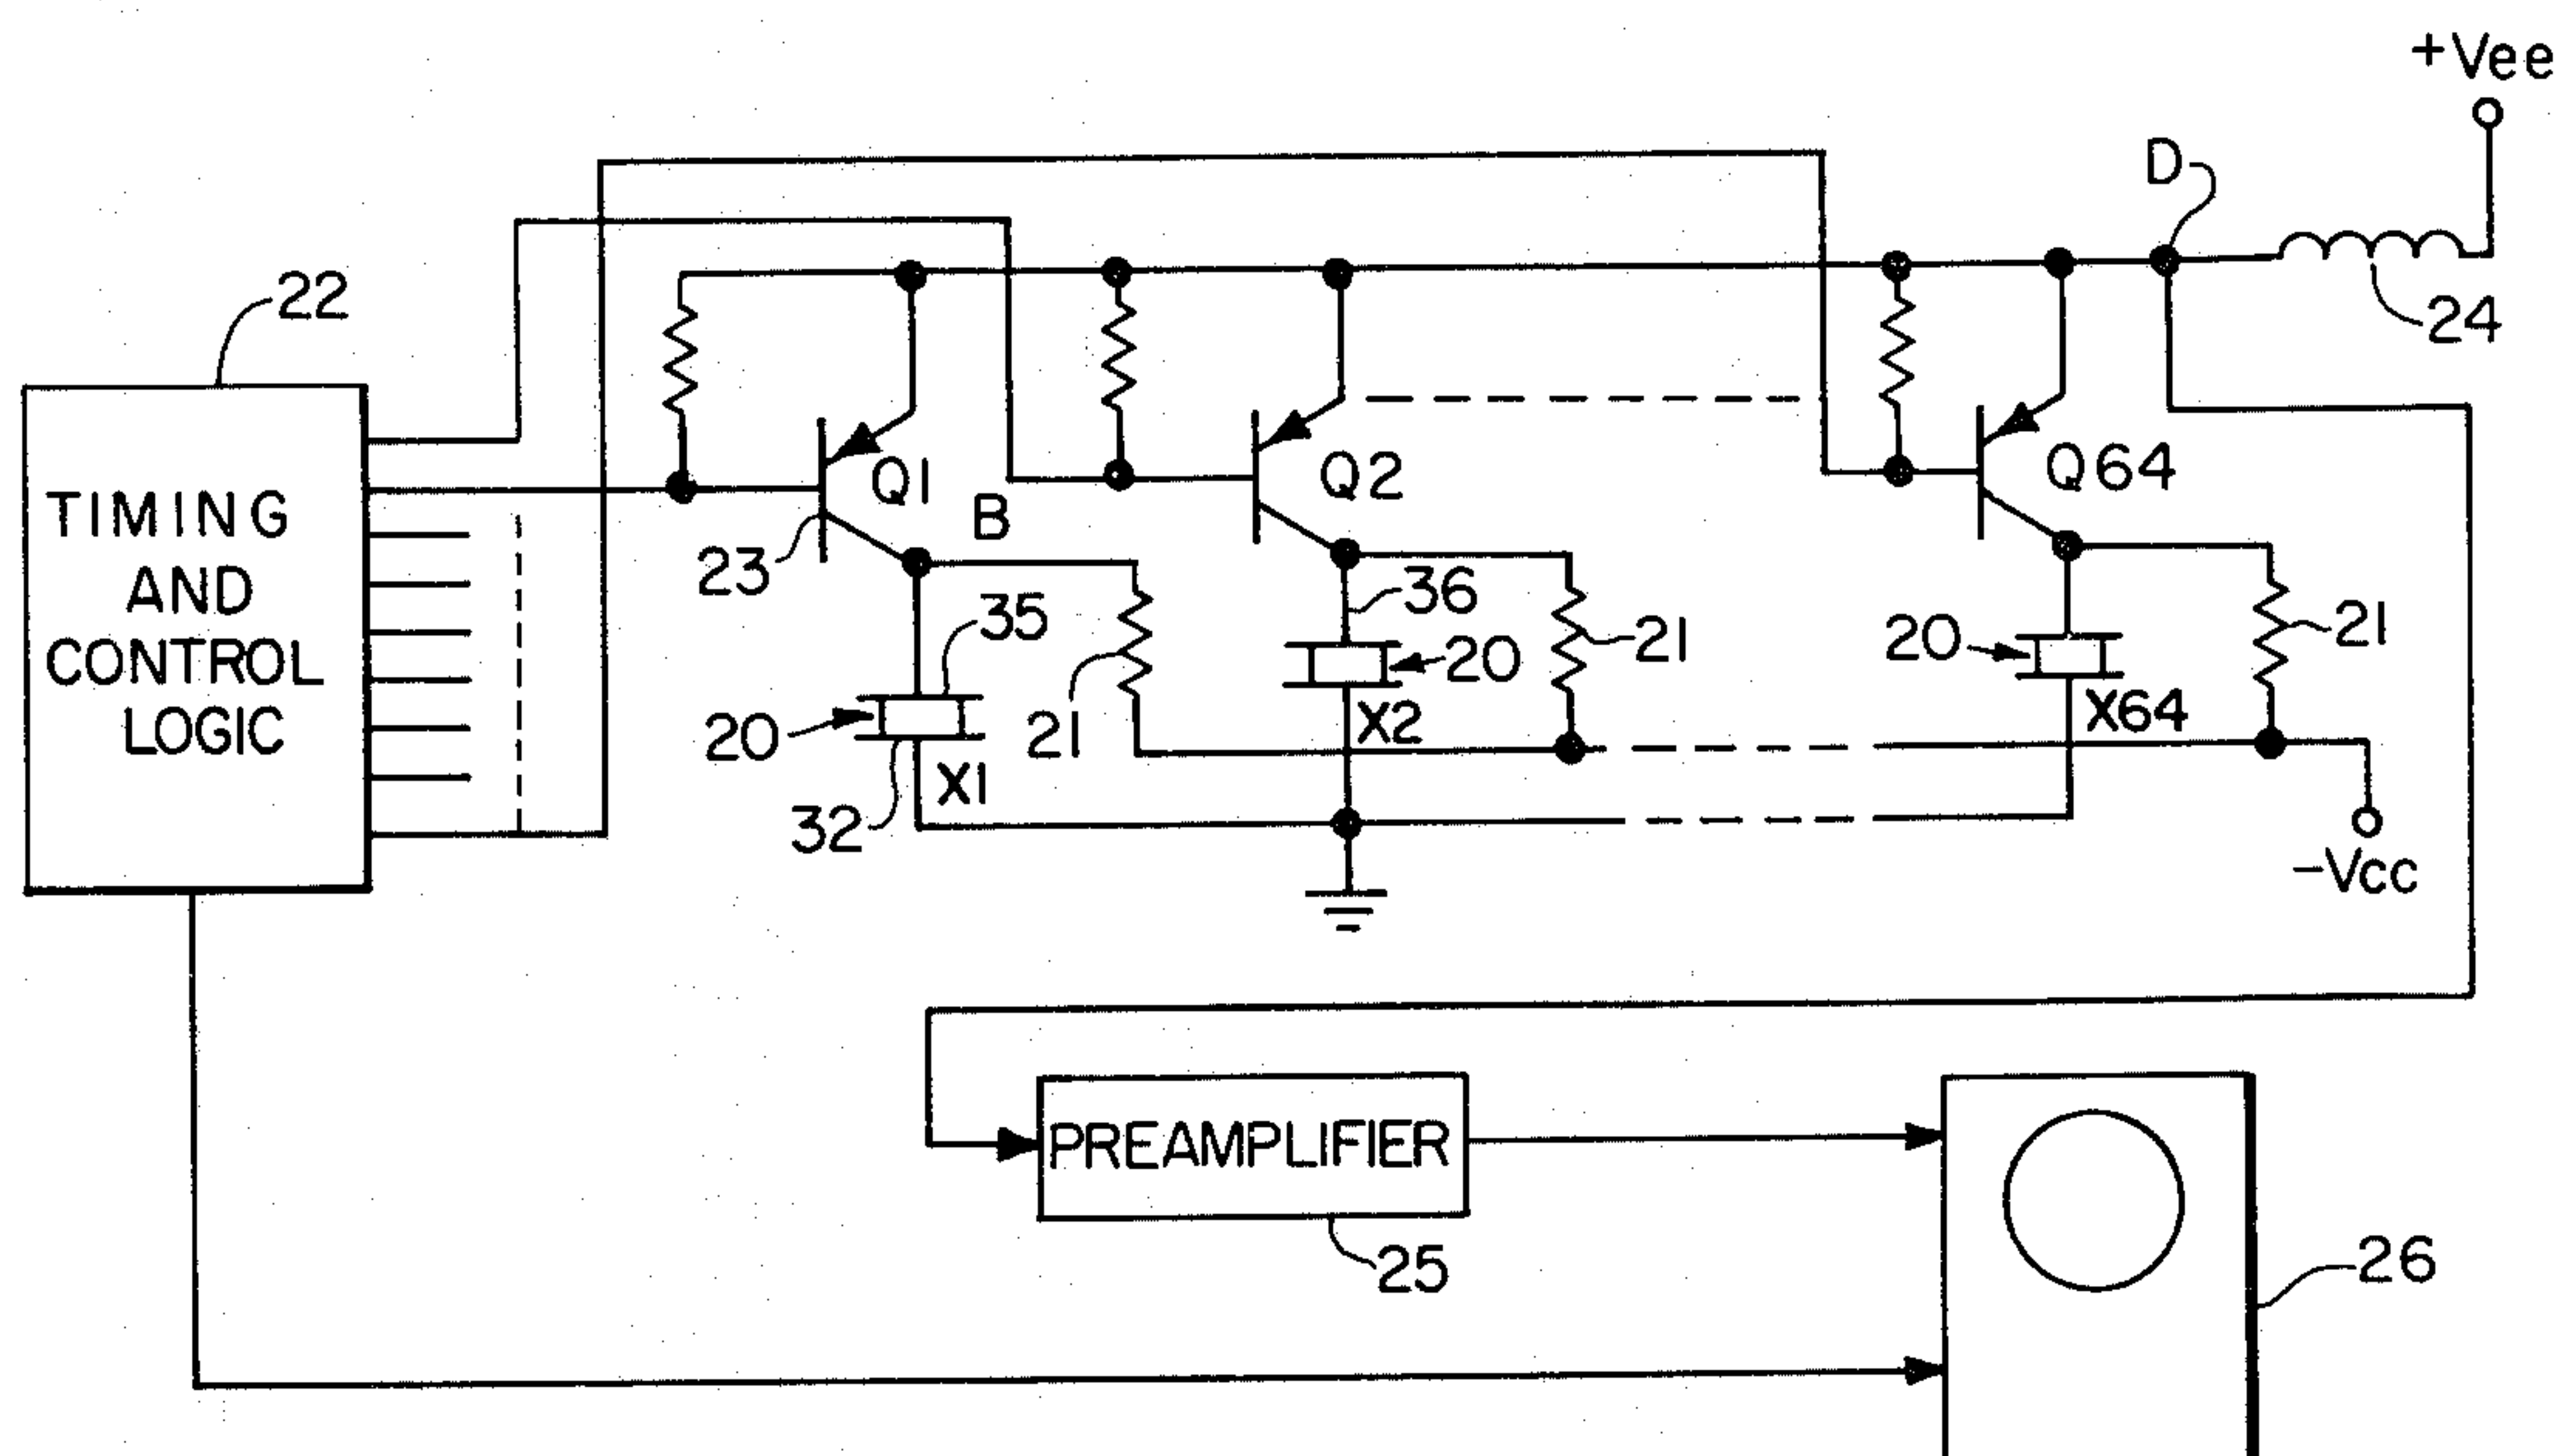 +Vee
D
22
24
Q1
B
Q2
Q64
TIMING
AND
CONTROL
LOGIC
23
35
36
20
21
20
21
20
21
X1
X2
X64
32
-Vcc
PREAMPLIFIER
25
26